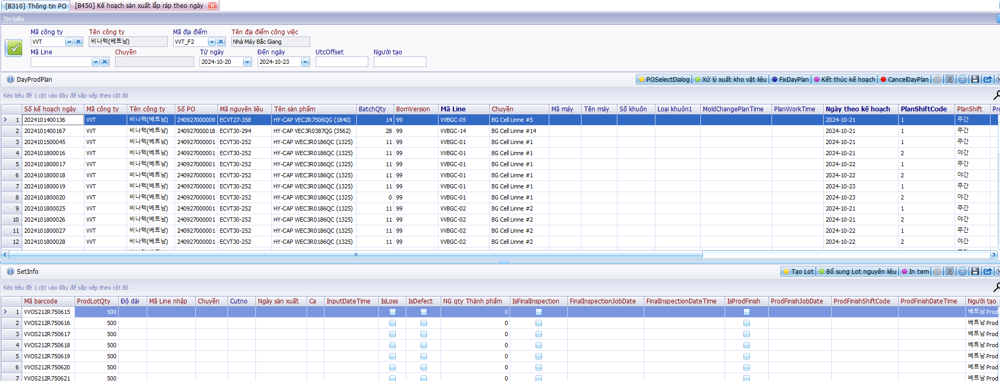 [B310] Thông tin PO [B450] Kế hoạch sản xuất lắp ráp theo ngày
Tìm kiếm
Mã công ty Tên công ty Mã địa điểm Tên địa điểm công việc
VVT 비나텍(베트남) VVT_F2 Nhà Máy Bắc Giang
Mã Line Chuyền Từ ngày Đến ngày UtcOffset Người tạo
2024-10-20 2024-10-23
DayProdPlan POSelectDialog Xử lý xuất kho vật liệu FixDayPlan Kết thúc kế hoạch CancelDayPlan
Kéo tiêu đề 1 cột vào đây để sắp xếp theo cột đó
Số kế hoạch ngày Mã công ty Tên công ty Số PO Mã nguyên liệu Tên sản phẩm BatchQty BomVersion Mã Line Chuyền Mã máy Tên máy Số khuôn Loại khuôn1 MoldChangePlanTime PlanWorkTime Ngày theo kế hoạch PlanShiftCode PlanShift Pro
1 2024101400136 VVT 비나텍(베트남) 240927000009 ECVT27-358 HY-CAP VEC2R7506QG (1840) 14 99 VVBGC-05 BG Cell Linne #5 2024-10-21 1 주간
2 2024101400167 VVT 비나텍(베트남) 240927000018 ECVT30-294 HY-CAP VEC3R0387QG (3562) 28 99 VVBGC-14 BG Cell Linne #14 2024-10-21 1 주간
3 2024101500045 VVT 비나텍(베트남) 240927000001 ECVT30-252 HY-CAP WEC3R0186QC (1325) 11 99 VVBGC-01 BG Cell Linne #1 2024-10-21 1 주간
4 2024101800016 VVT 비나텍(베트남) 240927000001 ECVT30-252 HY-CAP WEC3R0186QC (1325) 11 99 VVBGC-01 BG Cell Linne #1 2024-10-21 2 야간
5 2024101800017 VVT 비나텍(베트남) 240927000001 ECVT30-252 HY-CAP WEC3R0186QC (1325) 11 99 VVBGC-01 BG Cell Linne #1 2024-10-22 1 주간
6 2024101800018 VVT 비나텍(베트남) 240927000001 ECVT30-252 HY-CAP WEC3R0186QC (1325) 11 99 VVBGC-01 BG Cell Linne #1 2024-10-22 2 야간
7 2024101800019 VVT 비나텍(베트남) 240927000001 ECVT30-252 HY-CAP WEC3R0186QC (1325) 11 99 VVBGC-01 BG Cell Linne #1 2024-10-23 1 주간
8 2024101800020 VVT 비나텍(베트남) 240927000001 ECVT30-252 HY-CAP WEC3R0186QC (1325) 0 99 VVBGC-01 BG Cell Linne #1 2024-10-23 2 야간
9 2024101800025 VVT 비나텍(베트남) 240927000001 ECVT30-252 HY-CAP WEC3R0186QC (1325) 11 99 VVBGC-02 BG Cell Linne #2 2024-10-21 1 주간
10 2024101800026 VVT 비나텍(베트남) 240927000001 ECVT30-252 HY-CAP WEC3R0186QC (1325) 11 99 VVBGC-02 BG Cell Linne #2 2024-10-21 2 야간
11 2024101800027 VVT 비나텍(베트남) 240927000001 ECVT30-252 HY-CAP WEC3R0186QC (1325) 11 99 VVBGC-02 BG Cell Linne #2 2024-10-22 1 주간
12 2024101800028 VVT 비나텍(베트남) 240927000001 ECVT30-252 HY-CAP WEC3R0186QC (1325) 11 99 VVBGC-02 BG Cell Linne #2 2024-10-22 2 야간
SetInfo Tạo Lot Bổ sung Lot nguyên liệu In tem
Kéo tiêu đề 1 cột vào đây để sắp xếp theo cột đó
Mã barcode ProdLotQty Độ dài Mã Line nhập Chuyền Cutno Ngày sản xuất Ca InputDateTime IsLoss IsDefect NG qty Thành phẩm IsFinalInspection FinalInspectionJobDate FinalInspectionDateTime IsProdFinish ProdFinishJobDate ProdFinishShiftCode ProdFinishDateTime Người tạo
1 VVOS212R750615 500 0 베트남 Prod
2 VVOS212R750616 500 0 베트남 Prod
3 VVOS212R750617 500 0 베트남 Prod
4 VVOS212R750618 500 0 베트남 Prod
5 VVOS212R750619 500 0 베트남 Prod
6 VVOS212R750620 500 0 베트남 Prod
7 VVOS212R750621 500 0 베트남 Prod